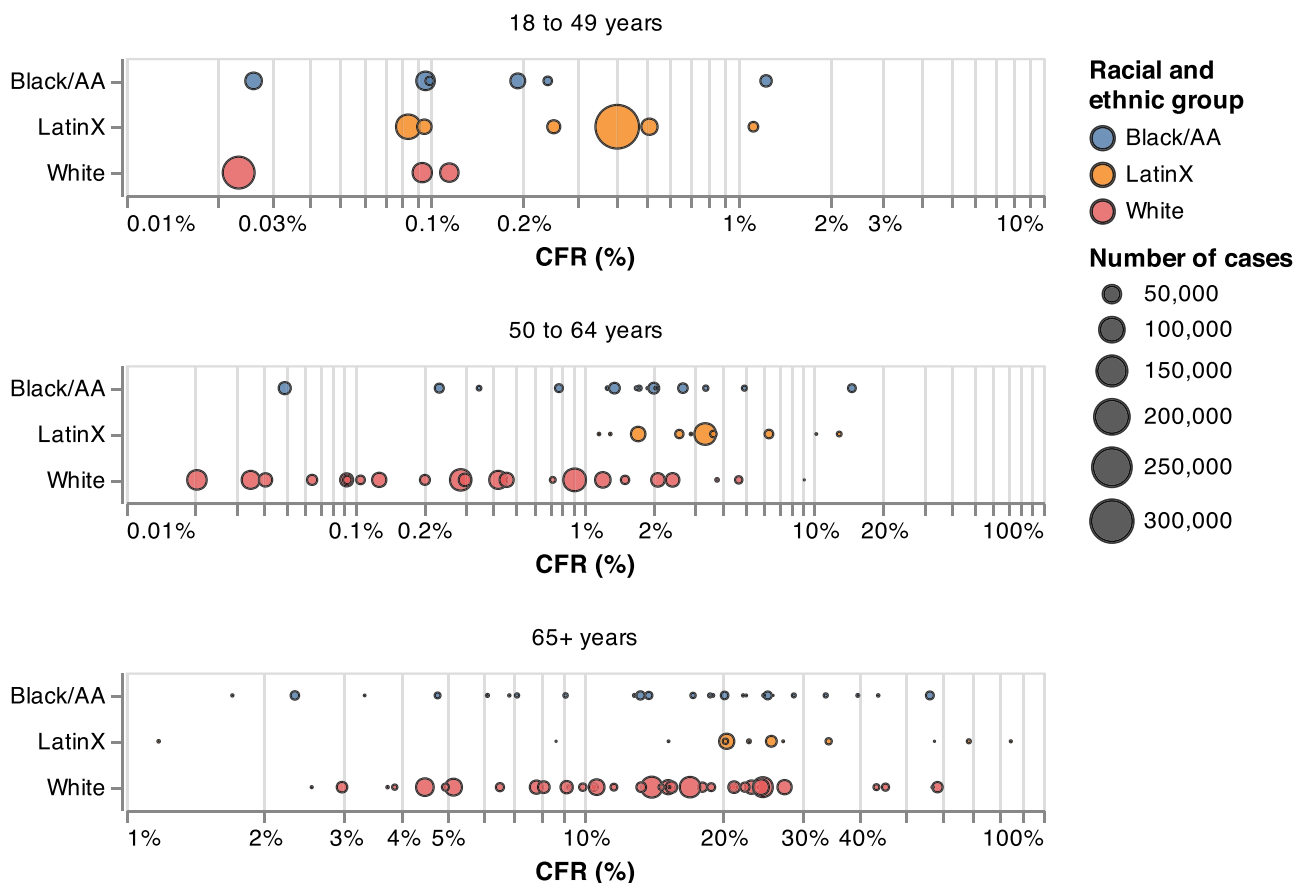 18 to 49 years
Black/AA
LatinX
White
0.01% 0.03% 0.1% 0.2% 1% 2% 3% 10%
CFR (%)
50 to 64 years
Black/AA
LatinX
White
0.01% 0.1% 0.2% 1% 2% 10% 20% 100%
CFR (%)
65+ years
Black/AA
LatinX
White
1% 2% 3% 4% 5% 10% 20% 30% 40% 100%
CFR (%)
Racial and
ethnic group
Black/AA
LatinX
White
Number of cases
50,000
100,000
150,000
200,000
250,000
300,000